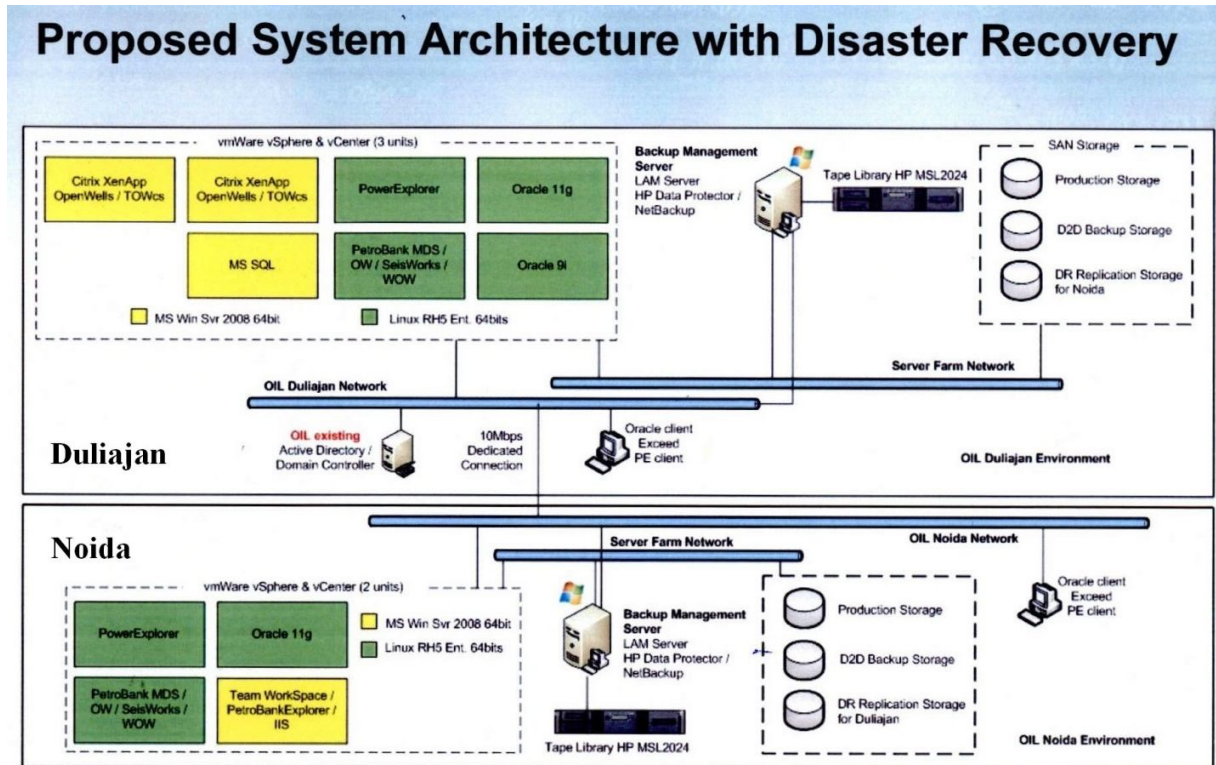 Proposed System Architecture with Disaster Recovery
vmWare vSphere & vCenter (3 units)
Citrix XenApp
OpenWells / TOWcs
Citrix XenApp
OpenWells / TOWcs
PowerExplorer
Oracle 11g
MS SQL
PetroBank MDS /
OW / SeisWorks /
WOW
Oracle 9i
MS Win Svr 2008 64bit
Linux RH5 Ent. 64bits
Backup Management
Server
LAM Server
HP Data Protector /
NetBackup
Tape Library HP MSL2024
SAN Storage
Production Storage
D2D Backup Storage
DR Replication Storage
for Noida
Server Farm Network
OIL Duliajan Network
Duliajan
OIL existing
Active Directory /
Domain Controller
10Mbps
Dedicated
Connection
Oracle client
Exceed
PE client
OIL Duliajan Environment
Noida
Server Farm Network
OIL Noida Network
vmWare vSphere & vCenter (2 units)
PowerExplorer
Oracle 11g
MS Win Svr 2008 64bit
Linux RH5 Ent. 64bits
PetroBank MDS /
OW / SeisWorks /
WOW
Team WorkSpace /
PetroBankExplorer /
IIS
Backup Management
Server
LAM Server
HP Data Protector /
NetBackup
Tape Library HP MSL2024
Production Storage
D2D Backup Storage
DR Replication Storage
for Duliajan
Oracle client
Exceed
PE client
OIL Noida Environment